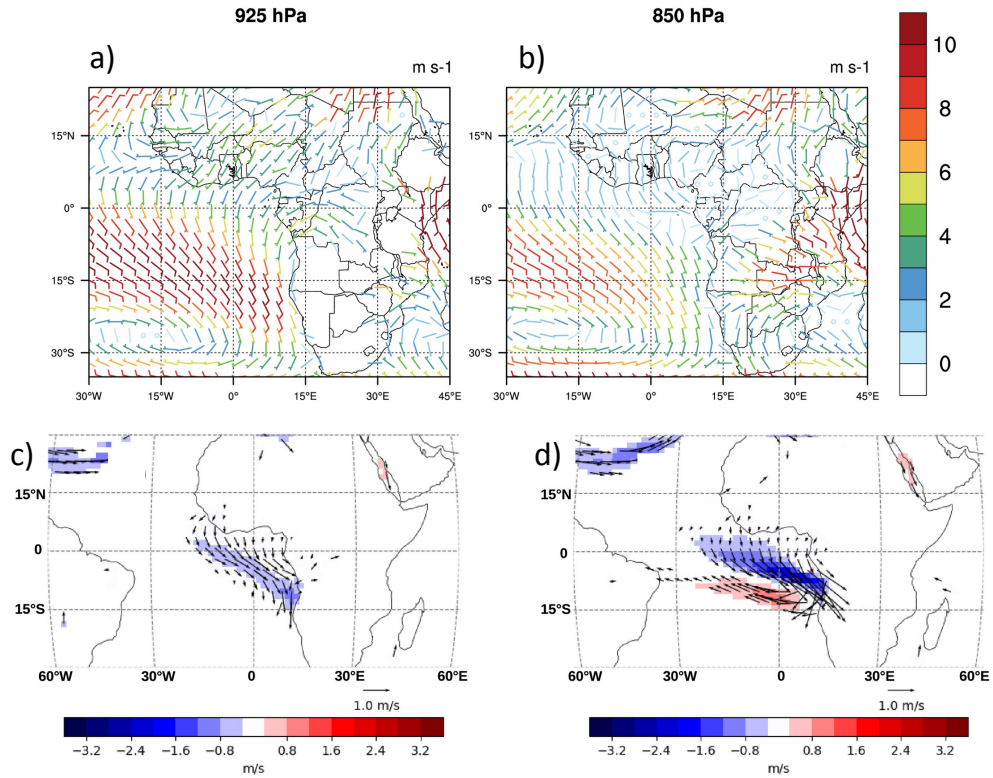 925 hPa
850 hPa
a)
m s-1
b)
m s-1
10
8
6
4
2
0
15°N
0°
15°S
30°S
30°W
15°W
0°
15°E
30°E
45°E
15°N
0°
15°S
30°S
30°W
15°W
0°
15°E
30°E
45°E
c)
15°N
0
15°S
60°W
30°W
0°
30°E
60°E
1.0 m/s
−3.2
−2.4
−1.6
−0.8
0.8
1.6
2.4
3.2
m/s
d)
15°N
0
15°S
60°W
30°W
0°
30°E
60°E
1.0 m/s
−3.2
−2.4
−1.6
−0.8
0.8
1.6
2.4
3.2
m/s